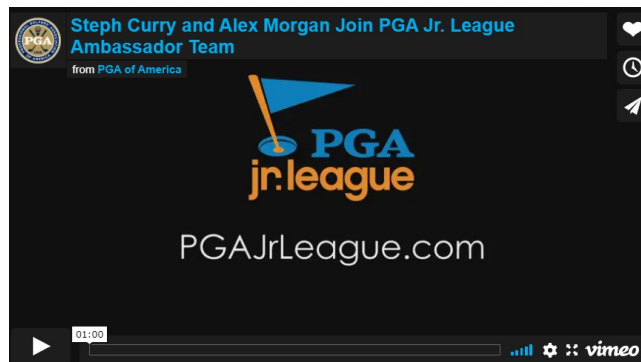 Steph Curry and Alex Morgan Join PGA Jr. League
Ambassador Team
from PGA of America
PGA
PGA
jr.league
PGAJrLeague.com
01:00
vimeo